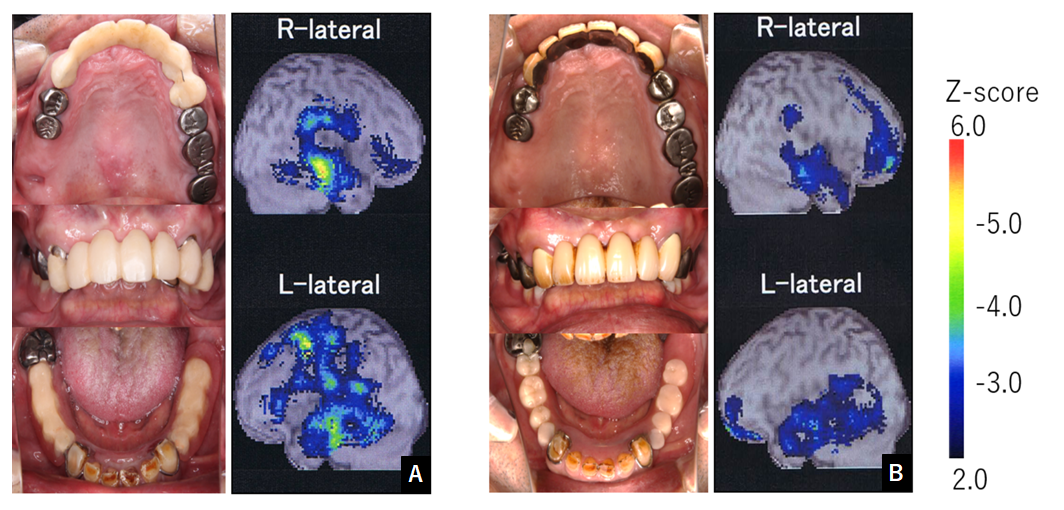 R-lateral
L-lateral
A
R-lateral
L-lateral
B
Z-score
6.0
-5.0
-4.0
-3.0
2.0